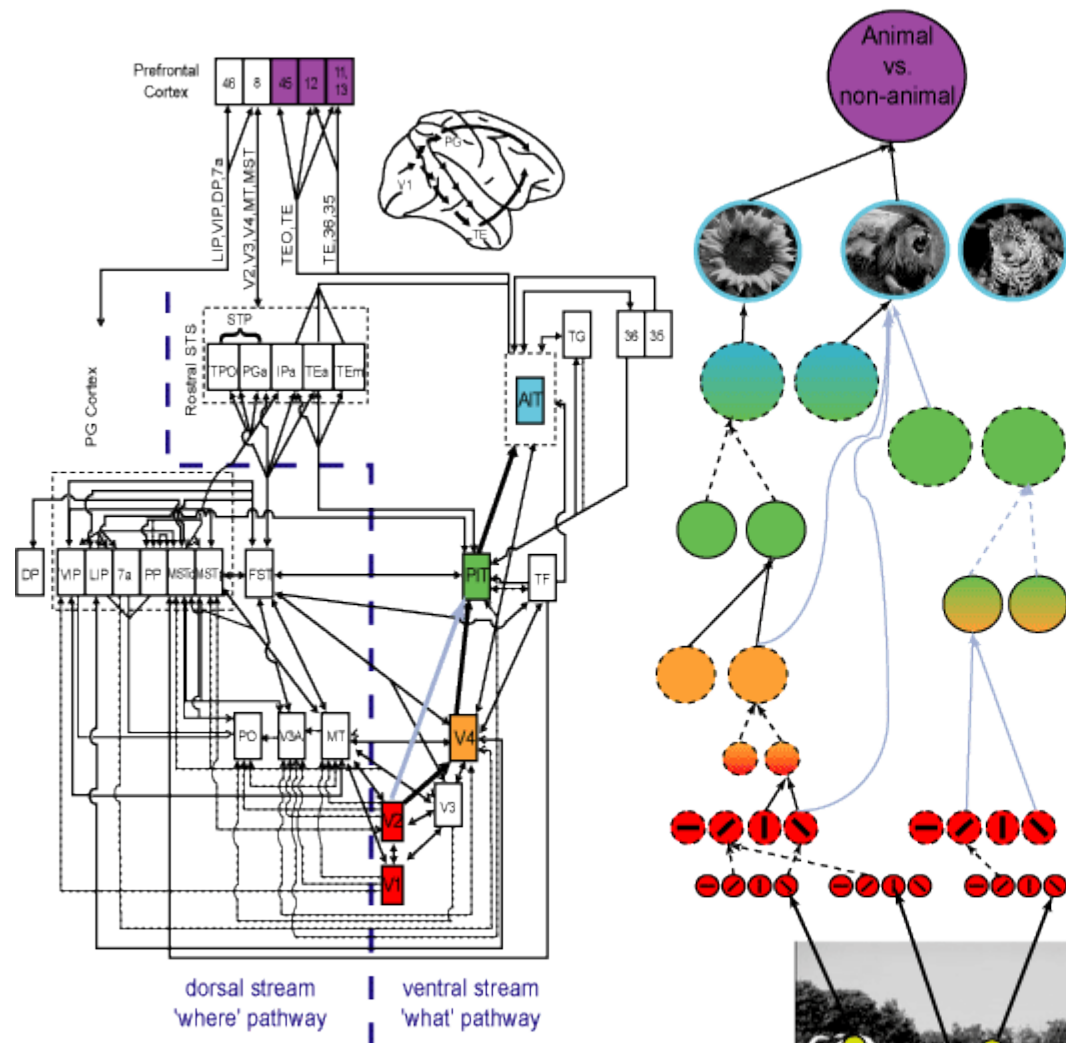 Prefrontal
Cortex
46
8
45
12
11,
13
Animal
vs.
non-animal
LIP,VIP,DP,7a
V2,V3,V4,MT,MST
TEO,TE
TE,36,35
PG
V1
TE
PG Cortex
Rostral STS
STP
TPO
PGa
IPa
TEa
TEm
TG
36
35
AIT
DP
VIP
LIP
7a
PP
MSTc
MSTl
FST
PIT
TF
PO
V3A
MT
V4
V2
V3
V1
dorsal stream
'where' pathway
ventral stream
'what' pathway